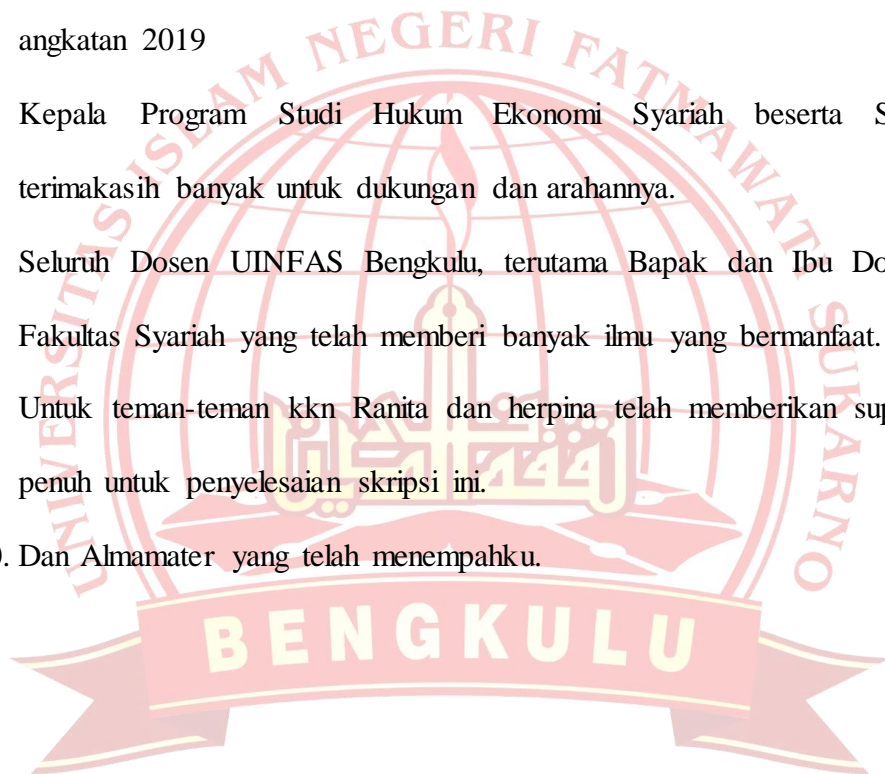 angkatan 2019
Kepala Program Studi Hukum Ekonomi Syariah beserta
terimakasih banyak untuk dukungan dan arahannya.
Seluruh Dosen UINFAS Bengkulu, terutama Bapak dan Ibu
Fakultas Syariah yang telah memberi banyak ilmu yang bermanfaat.
Untuk teman-teman kkn Ranita dan herpina telah memberikan
penuh untuk penyelesaian skripsi ini.
. Dan Almamater yang telah menempahku.
UNIVERSITAS ISLAM NEGERI FATMAWATI SUKARNO
BENGKULU